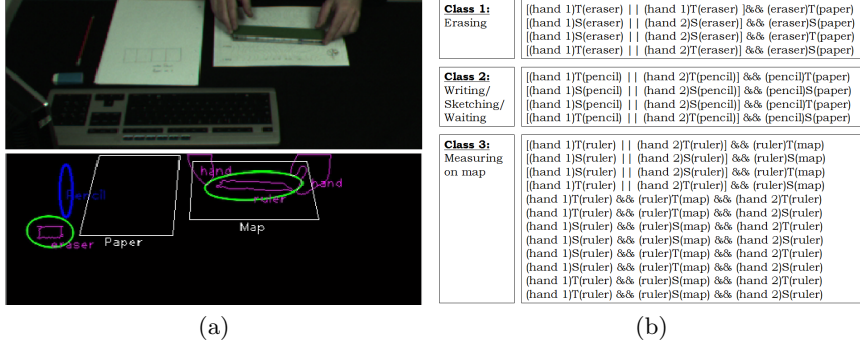 hand
hand
Pencil
ruler
eraser
Paper
Map
(a)
Class 1:
Erasing
[(hand 1)T(eraser) || (hand 1)T(eraser) ]&& (eraser)T(paper)
[(hand 1)S(eraser) || (hand 2)S(eraser)] && (eraser)S(paper)
[(hand 1)S(eraser) || (hand 2)S(eraser)] && (eraser)T(paper)
[(hand 1)T(eraser) || (hand 2)T(eraser)] && (eraser)S(paper)
Class 2:
Writing/
Sketching/
Waiting
[(hand 1)T(pencil) || (hand 2)T(pencil)] && (pencil)T(paper)
[(hand 1)S(pencil) || (hand 2)S(pencil)] && (pencil)S(paper)
[(hand 1)S(pencil) || (hand 2)S(pencil)] && (pencil)T(paper)
[(hand 1)T(pencil) || (hand 2)T(pencil)] && (pencil)S(paper)
Class 3:
Measuring
on map
[(hand 1)T(ruler) || (hand 2)T(ruler)] && (ruler)T(map)
[(hand 1)S(ruler) || (hand 2)S(ruler)] && (ruler)S(map)
[(hand 1)S(ruler) || (hand 2)S(ruler)] && (ruler)T(map)
[(hand 1)T(ruler) || (hand 2)T(ruler)] && (ruler)S(map)
(hand 1)T(ruler) && (ruler)T(map) && (hand 2)T(ruler)
(hand 1)T(ruler) && (ruler)T(map) && (hand 2)S(ruler)
(hand 1)S(ruler) && (ruler)S(map) && (hand 2)S(ruler)
(hand 1)S(ruler) && (ruler)S(map) && (hand 2)T(ruler)
(hand 1)S(ruler) && (ruler)T(map) && (hand 2)T(ruler)
(hand 1)S(ruler) && (ruler)T(map) && (hand 2)S(ruler)
(hand 1)T(ruler) && (ruler)S(map) && (hand 2)T(ruler)
(hand 1)T(ruler) && (ruler)S(map) && (hand 2)S(ruler)
(b)